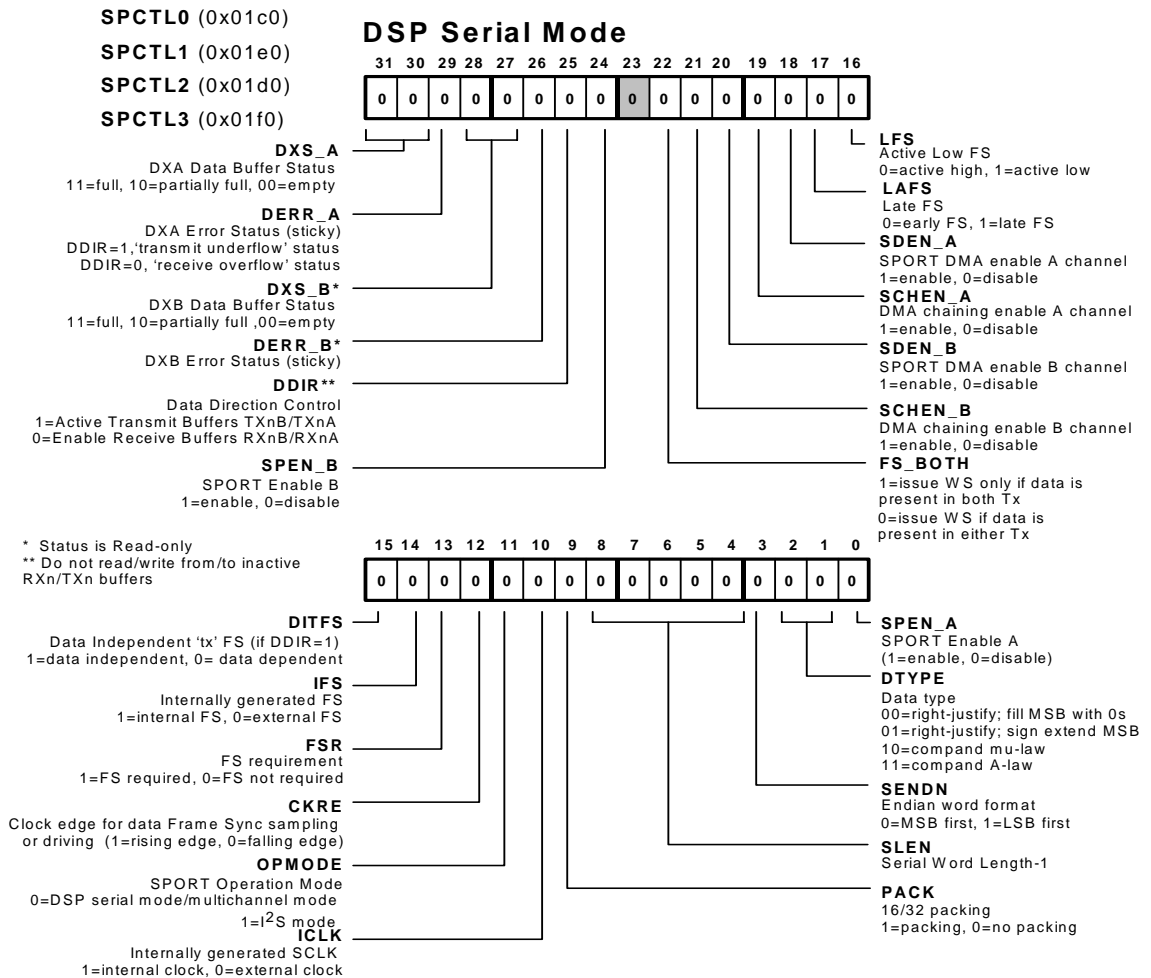 SPCTL0 (0x01c0)
SPCTL1 (0x01e0)
SPCTL2 (0x01d0)
SPCTL3 (0x01f0)
DSP Serial Mode
31 30 29 28 27 26 25 24 23 22 21 20 19 18 17 16
0 0 0 0 0 0 0 0 0 0 0 0 0 0 0 0
DXS_A
DXA Data Buffer Status
11=full, 10=partially full, 00=empty
DERR_A
DXA Error Status (sticky)
DDIR=1,‘transmit underflow’ status
DDIR=0, ‘receive overflow’ status
DXS_B*
DXB Data Buffer Status
11=full, 10=partially full ,00=empty
DERR_B*
DXB Error Status (sticky)
DDIR**
Data Direction Control
1=Active Transmit Buffers TXnB/TXnA
0=Enable Receive Buffers RXnB/RXnA
SPEN_B
SPORT Enable B
1=enable, 0=disable
LFS
Active Low FS
0=active high, 1=active low
LAFS
Late FS
0=early FS, 1=late FS
SDEN_A
SPORT DMA enable A channel
1=enable, 0=disable
SCHEN_A
DMA chaining enable A channel
1=enable, 0=disable
SDEN_B
SPORT DMA enable B channel
1=enable, 0=disable
SCHEN_B
DMA chaining enable B channel
1=enable, 0=disable
FS_BOTH
1=issue WS only if data is
present in both Tx
0=issue WS if data is
present in either Tx
* Status is Read-only
** Do not read/write from/to inactive
RXn/TXn buffers
15 14 13 12 11 10 9 8 7 6 5 4 3 2 1 0
0 0 0 0 0 0 0 0 0 0 0 0 0 0 0 0
DITFS
Data Independent ‘tx’ FS (if DDIR=1)
1=data independent, 0= data dependent
IFS
Internally generated FS
1=internal FS, 0=external FS
FSR
FS requirement
1=FS required, 0=FS not required
CKRE
Clock edge for data Frame Sync sampling
or driving (1=rising edge, 0=falling edge)
OPMODE
SPORT Operation Mode
0=DSP serial mode/multichannel mode
1=I2S mode
ICLK
Internally generated SCLK
1=internal clock, 0=external clock
SPEN_A
SPORT Enable A
(1=enable, 0=disable)
DTYPE
Data type
00=right-justify; fill MSB with 0s
01=right-justify; sign extend MSB
10=compand mu-law
11=compand A-law
SENDN
Endian word format
0=MSB first, 1=LSB first
SLEN
Serial Word Length-1
PACK
16/32 packing
1=packing, 0=no packing